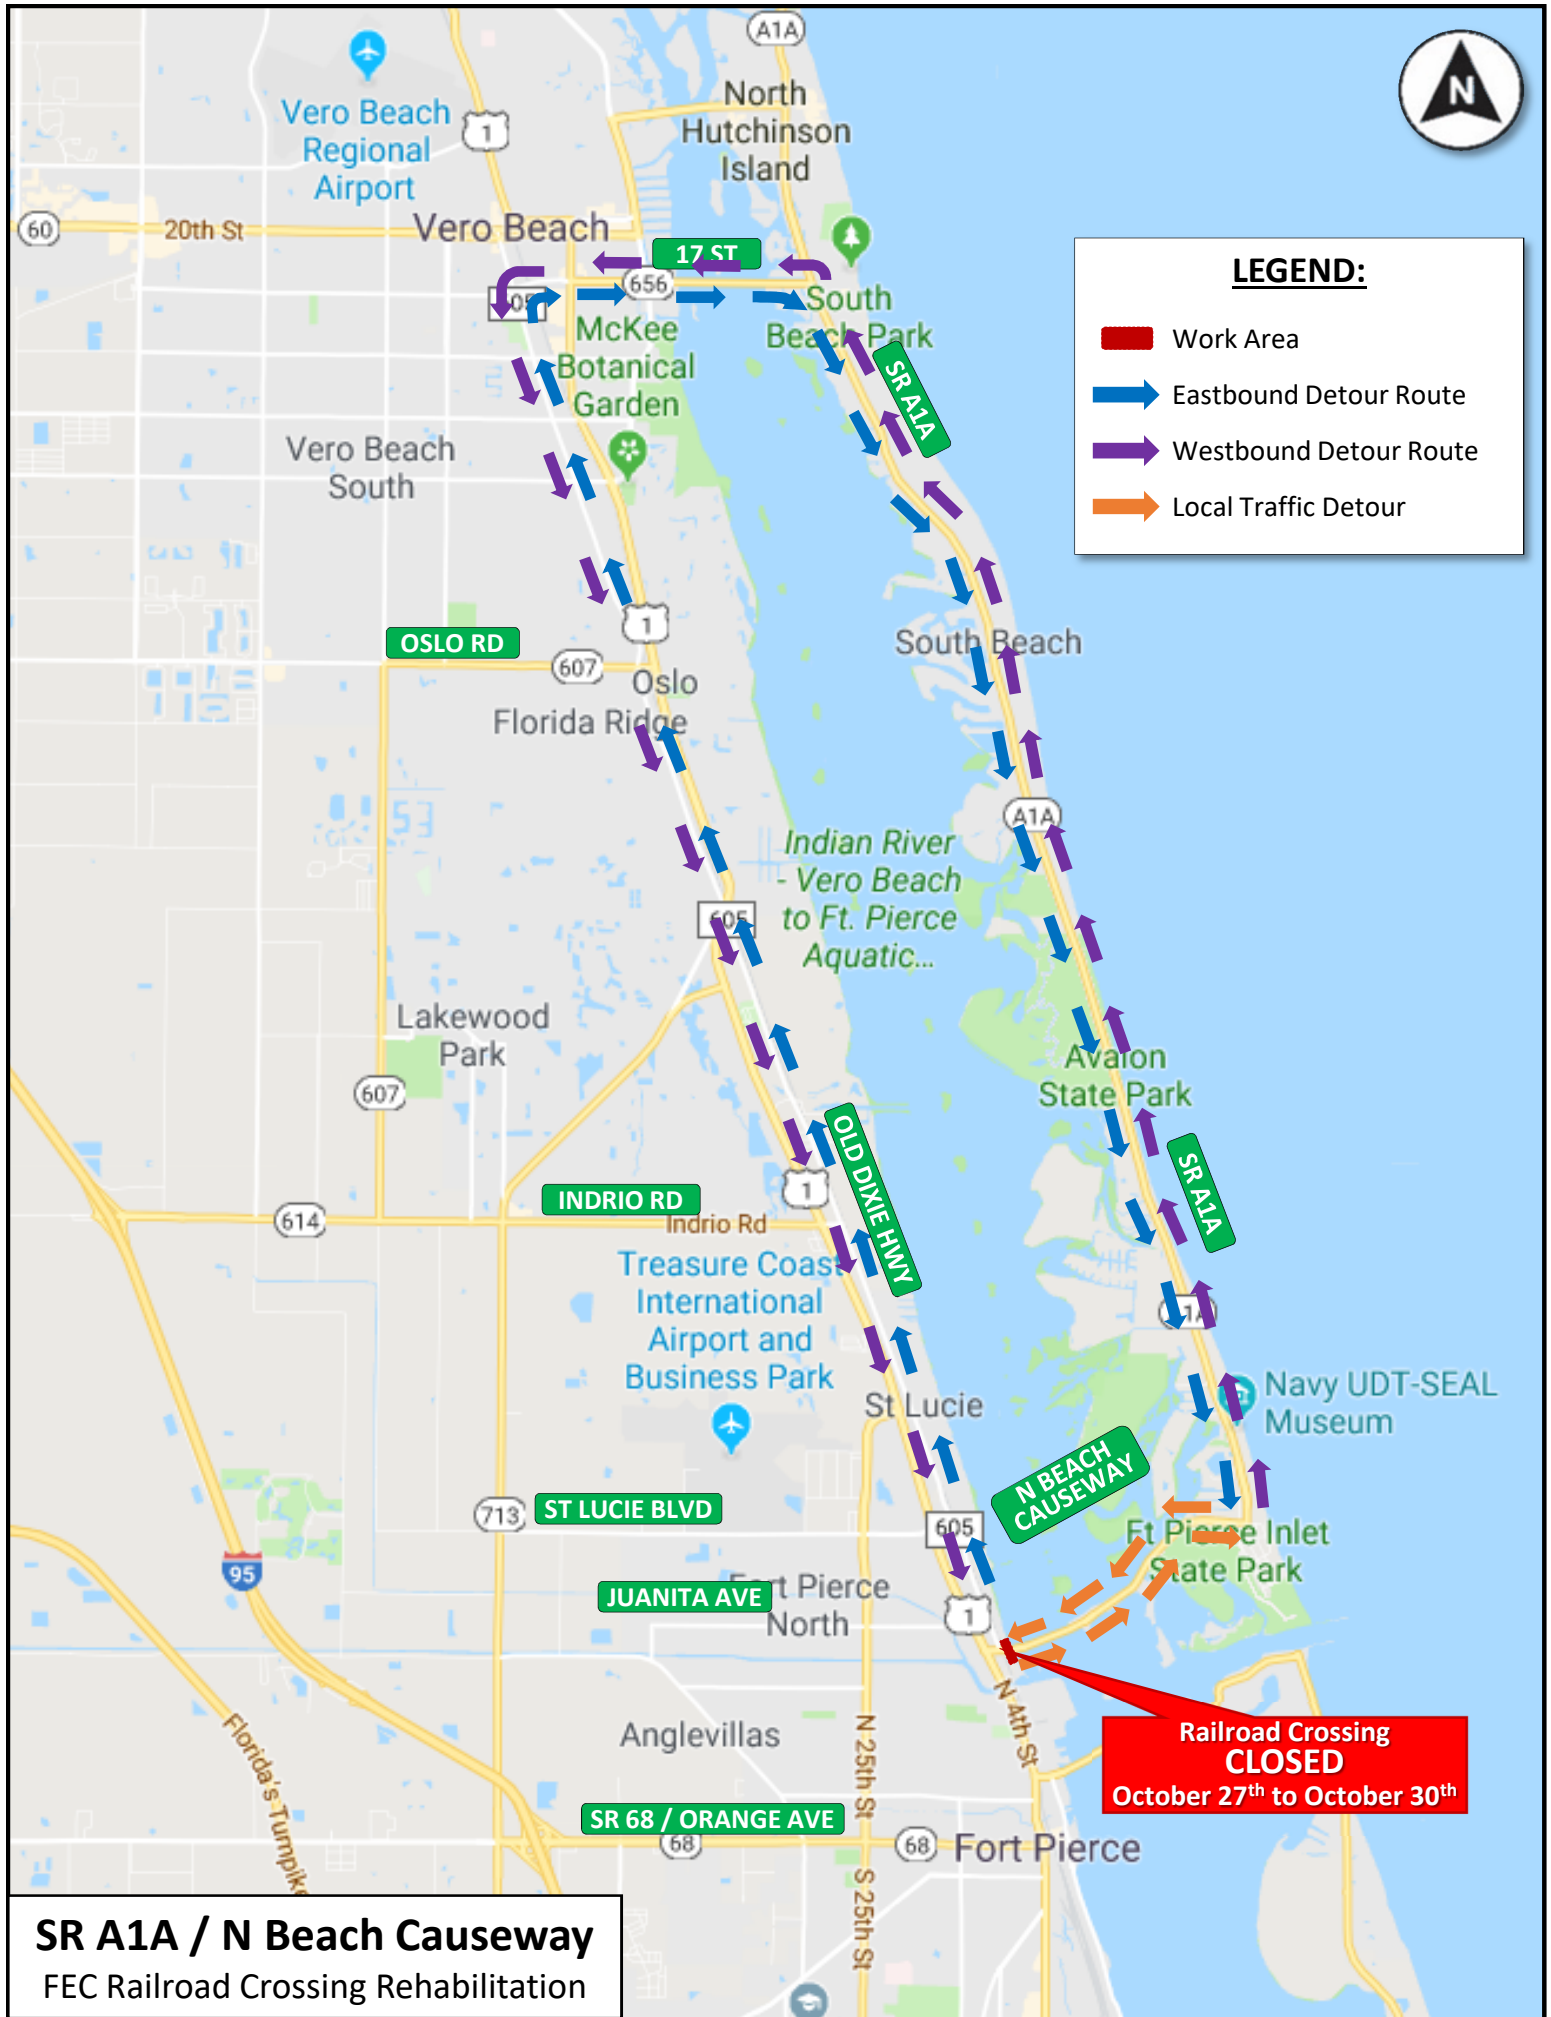 A1A
N
North
Hutchinson
Island
Vero Beach
Regional
Airport
1
60
20th St
Vero Beach
17 ST
656
LEGEND:
Work Area
Eastbound Detour Route
Westbound Detour Route
Local Traffic Detour
South
Beach Park
McKee
Botanical
Garden
SR A1A
Vero Beach
South
1
OSLO RD
607
Oslo
Florida Ridge
South Beach
A1A
Indian River
- Vero Beach
to Ft. Pierce
Aquatic...
605
Lakewood
Park
607
Avalon
State Park
OLD DIXIE HWY
SR A1A
1
INDRIO RD
614
Indrio Rd
Treasure Coast
International
Airport and
Business Park
Navy UDT-SEAL
Museum
St Lucie
N BEACH
CAUSEWAY
713
ST LUCIE BLVD
605
Ft Pierce Inlet
State Park
95
JUANITA AVE
Fort Pierce
North
1
N 4th St
Railroad Crossing
CLOSED
October 27th to October 30th
Anglevillas
N 25th St
Florida's Turnpike
SR 68 / ORANGE AVE
68
68
Fort Pierce
S 25th St
SR A1A / N Beach Causeway
FEC Railroad Crossing Rehabilitation